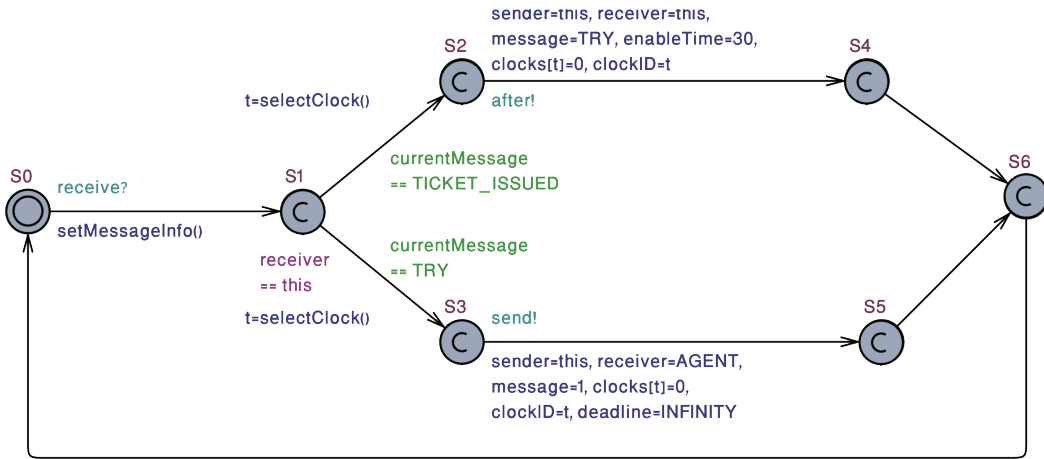 sender=this, receiver=this,
message=TRY, enableTime=30,
clocks[t]=0, clockID=t
S2
S4
after!
t=selectClock()
currentMessage
== TICKET_ISSUED
S0
receive?
setMessageInfo()
S1
S6
receiver
== this
currentMessage
== TRY
t=selectClock()
S3
send!
S5
sender=this, receiver=AGENT,
message=1, clocks[t]=0,
clockID=t, deadline=INFINITY
C
C
C
C
C
C